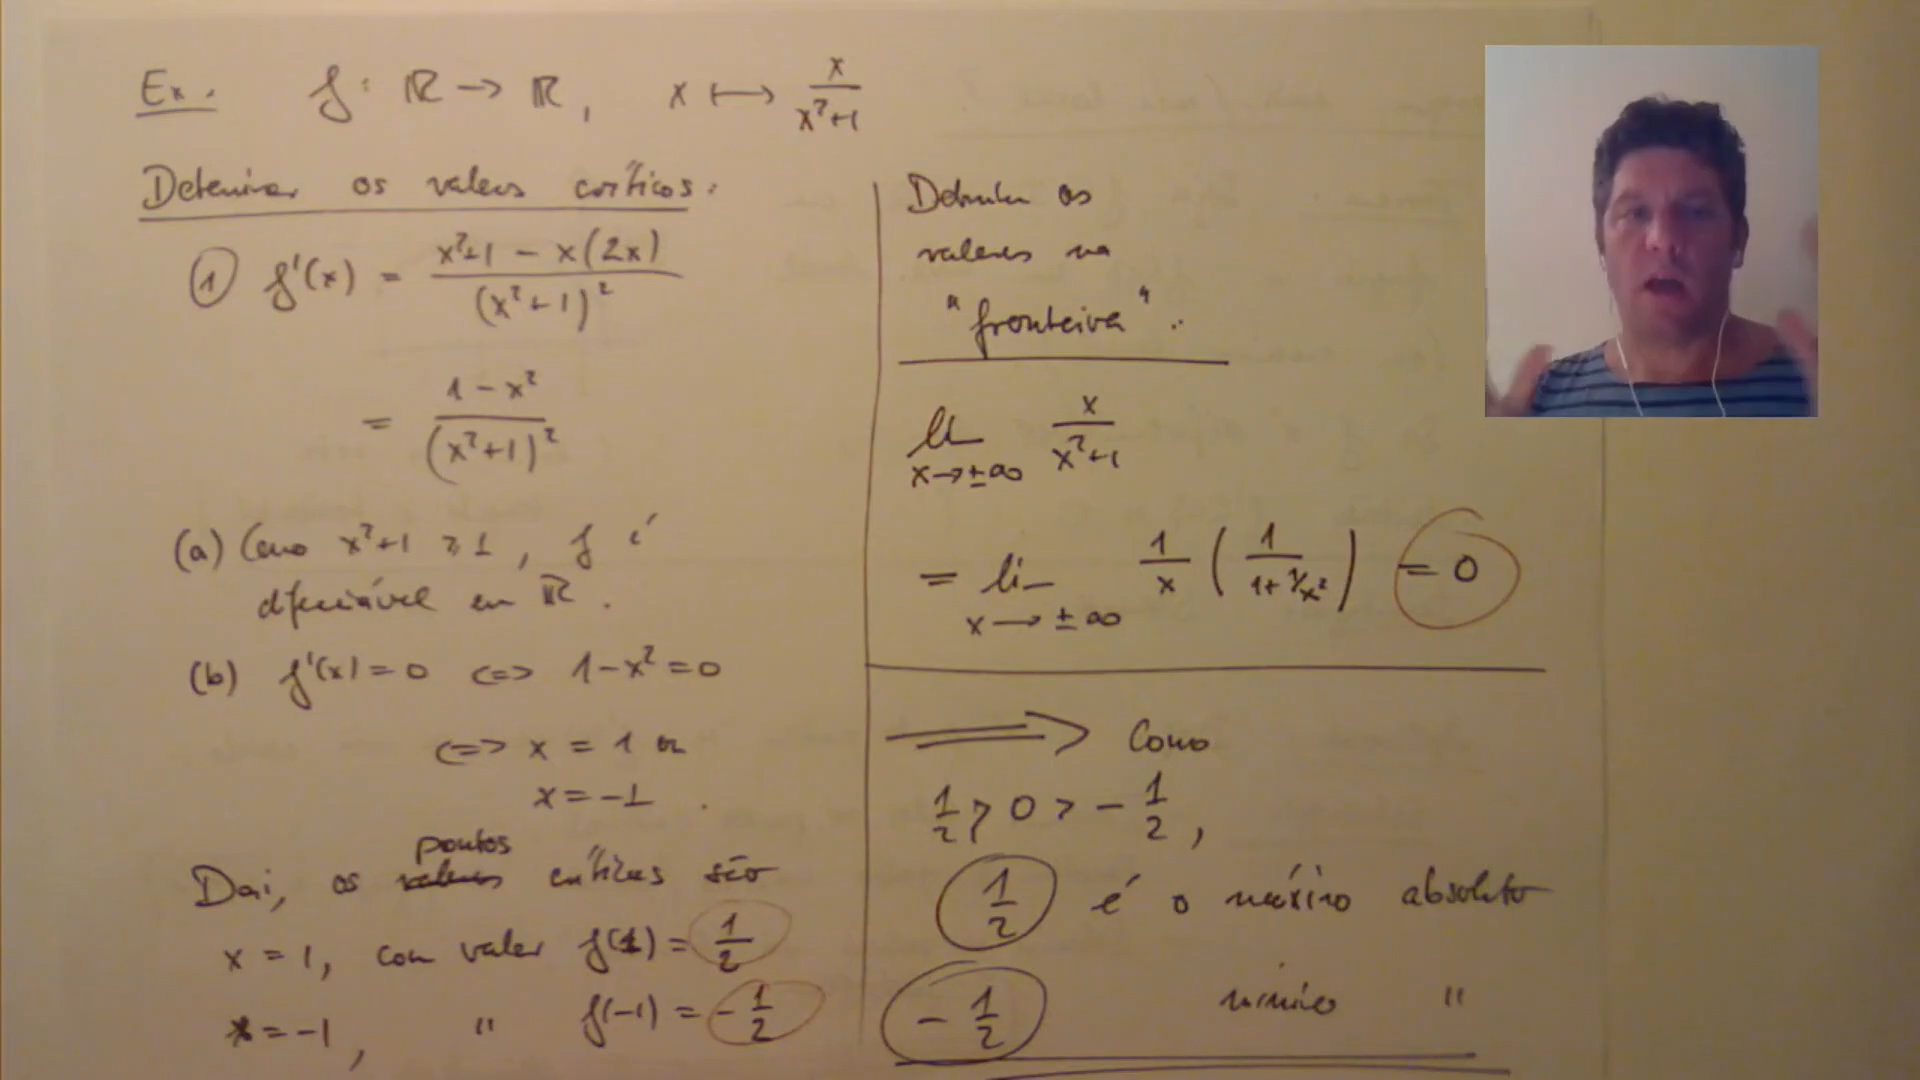 Ex. f: ℝ → ℝ, x ↦ x/(x²+1)
Determinar os valores críticos:
① f'(x) = (x²+1 - x(2x))/(x²+1)²
= (1-x²)/(x²+1)²
(a) Como x²+1 ≥ 1, f é
diferenciável em ℝ.
(b) f'(x) = 0 <=> 1-x² = 0
<=> x = 1 ou
x = -1.
Daí, os pontos críticos são
x = 1, com valor f(1) = 1/2
x = -1, " f(-1) = -1/2
Determinar os
valores na
"fronteira":
lim x→±∞ x/(x²+1)
= lim x→±∞ 1/x (1/(1+1/x²)) = 0
⟹ Como
1/2 > 0 > -1/2,
1/2 é o máximo absoluto
-1/2 mínimo "